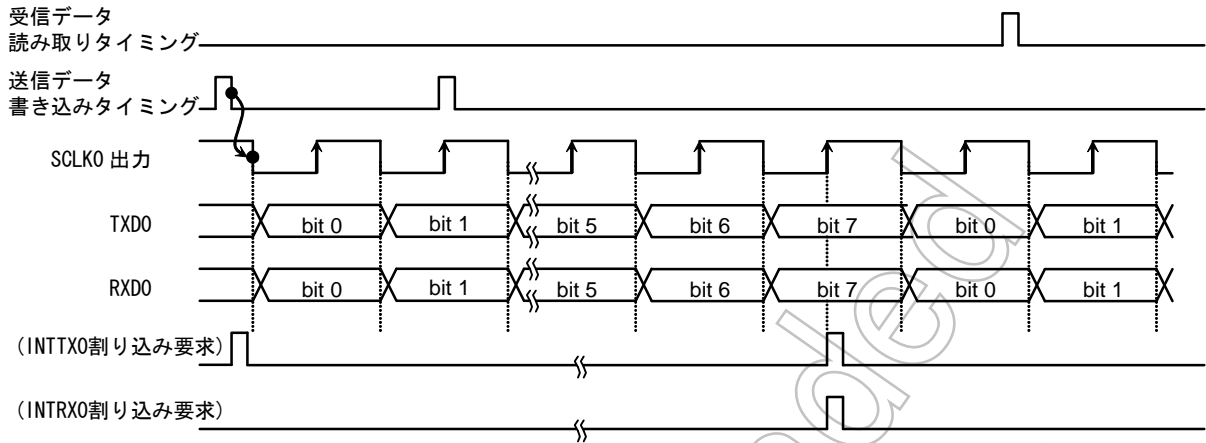 受信データ
読み取りタイミング
送信データ
書き込みタイミング
SCLK0 出力
TXD0
bit 0 bit 1 bit 5 bit 6 bit 7 bit 0 bit 1
RXD0
bit 0 bit 1 bit 5 bit 6 bit 7 bit 0 bit 1
(INTTX0割り込み要求)
(INTRX0割り込み要求)
ded